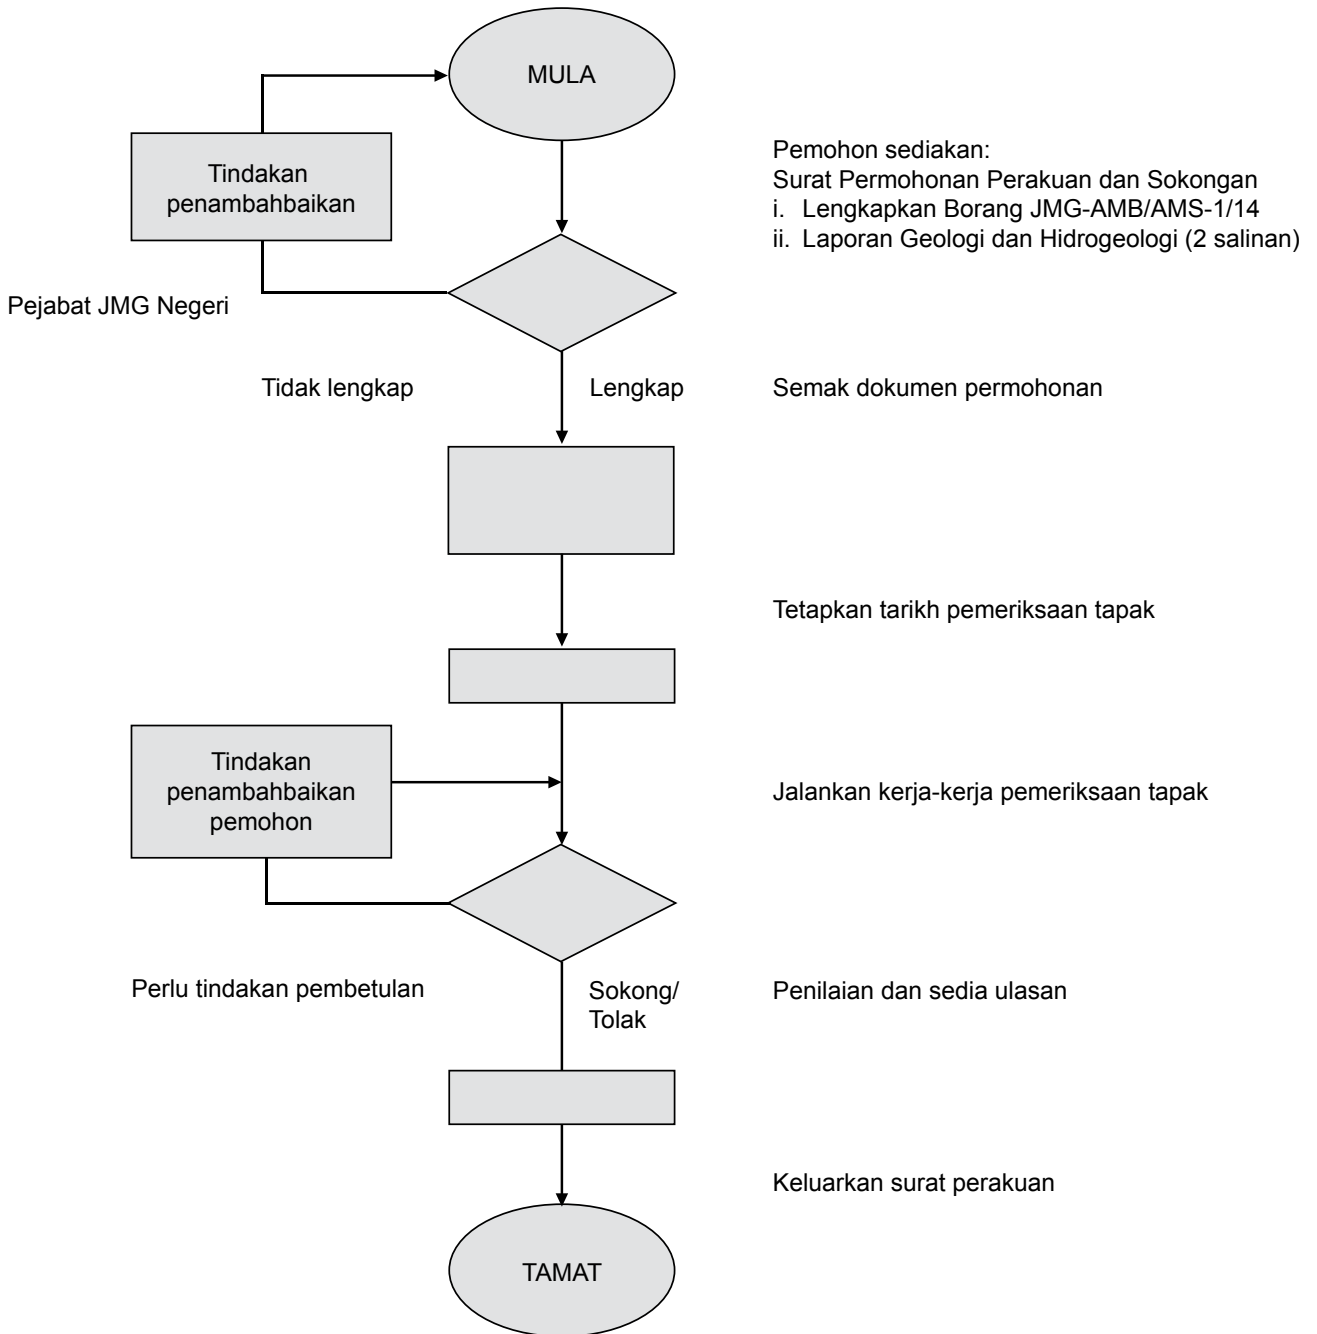 MULA
Tindakan
penambahbaikan
Pemohon sediakan:
Surat Permohonan Perakuan dan Sokongan
i. Lengkapkan Borang JMG-AMB/AMS-1/14
ii. Laporan Geologi dan Hidrogeologi (2 salinan)
Pejabat JMG Negeri
Tidak lengkap
Lengkap
Semak dokumen permohonan
Tetapkan tarikh pemeriksaan tapak
Tindakan
penambahbaikan
pemohon
Jalankan kerja-kerja pemeriksaan tapak
Perlu tindakan pembetulan
Sokong/
Tolak
Penilaian dan sedia ulasan
Keluarkan surat perakuan
TAMAT